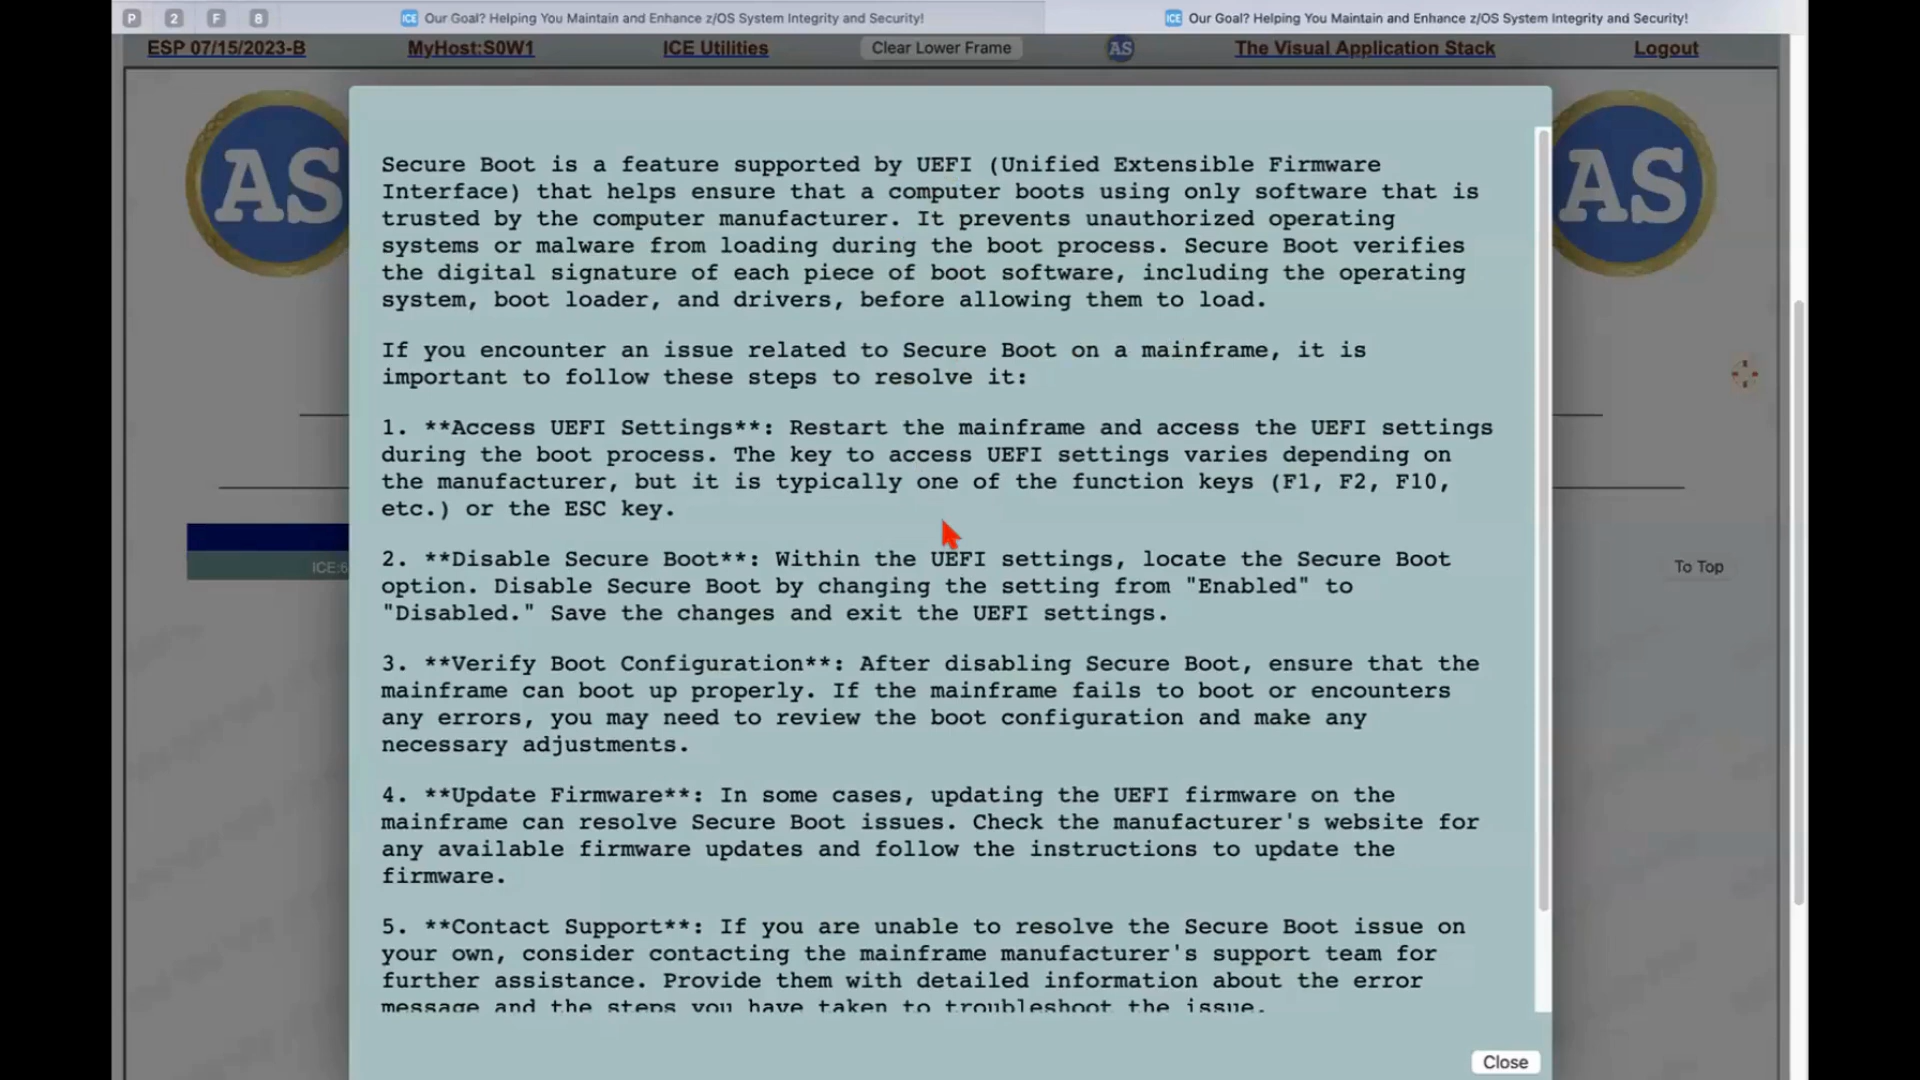 P 2 F 8 ICE Our Goal? Helping You Maintain and Enhance z/OS System Integrity and Security! ICE Our Goal? Helping You Maintain and Enhance z/OS System Integrity and Security!
ESP 07/15/2023-B MyHost:S0W1 ICE Utilities Clear Lower Frame AS The Visual Application Stack Logout
AS AS
Secure Boot is a feature supported by UEFI (Unified Extensible Firmware
Interface) that helps ensure that a computer boots using only software that is
trusted by the computer manufacturer. It prevents unauthorized operating
systems or malware from loading during the boot process. Secure Boot verifies
the digital signature of each piece of boot software, including the operating
system, boot loader, and drivers, before allowing them to load.
If you encounter an issue related to Secure Boot on a mainframe, it is
important to follow these steps to resolve it:
1. **Access UEFI Settings**: Restart the mainframe and access the UEFI settings
during the boot process. The key to access UEFI settings varies depending on
the manufacturer, but it is typically one of the function keys (F1, F2, F10,
etc.) or the ESC key.
2. **Disable Secure Boot**: Within the UEFI settings, locate the Secure Boot
option. Disable Secure Boot by changing the setting from "Enabled" to
"Disabled." Save the changes and exit the UEFI settings.
ICE:6
To Top
3. **Verify Boot Configuration**: After disabling Secure Boot, ensure that the
mainframe can boot up properly. If the mainframe fails to boot or encounters
any errors, you may need to review the boot configuration and make any
necessary adjustments.
4. **Update Firmware**: In some cases, updating the UEFI firmware on the
mainframe can resolve Secure Boot issues. Check the manufacturer's website for
any available firmware updates and follow the instructions to update the
firmware.
5. **Contact Support**: If you are unable to resolve the Secure Boot issue on
your own, consider contacting the mainframe manufacturer's support team for
further assistance. Provide them with detailed information about the error
message and the steps you have taken to troubleshoot the issue.
Close